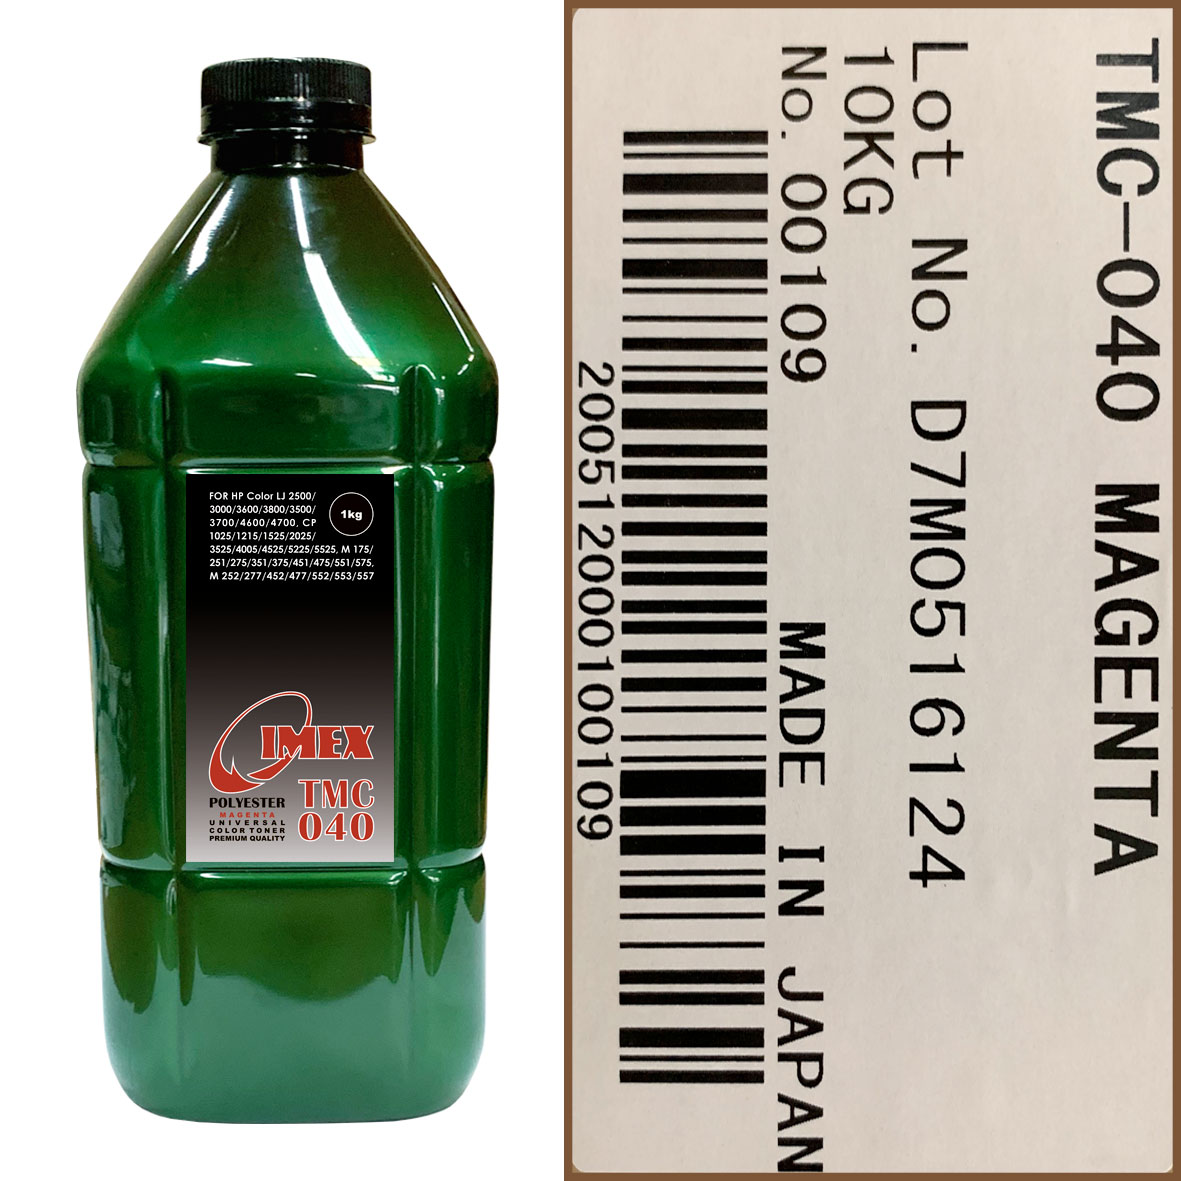 FOR HP Color LJ 2500/
3000/3600/3800/3500/
3700/4600/4700, CP
1025/1215/1525/2025/
3525/4005/4525/5225/5525, M 175/
251/275/351/375/451/475/551/575,
M 252/277/452/477/552/553/557
1kg
IMEX
POLYESTER
MAGENTA
UNIVERSAL
COLOR TONER
PREMIUM QUALITY
TMC
040
TMC-040 MAGENTA
Lot No. D7M0516124
10KG
No. 00109 MADE IN JAPAN
200512000100109